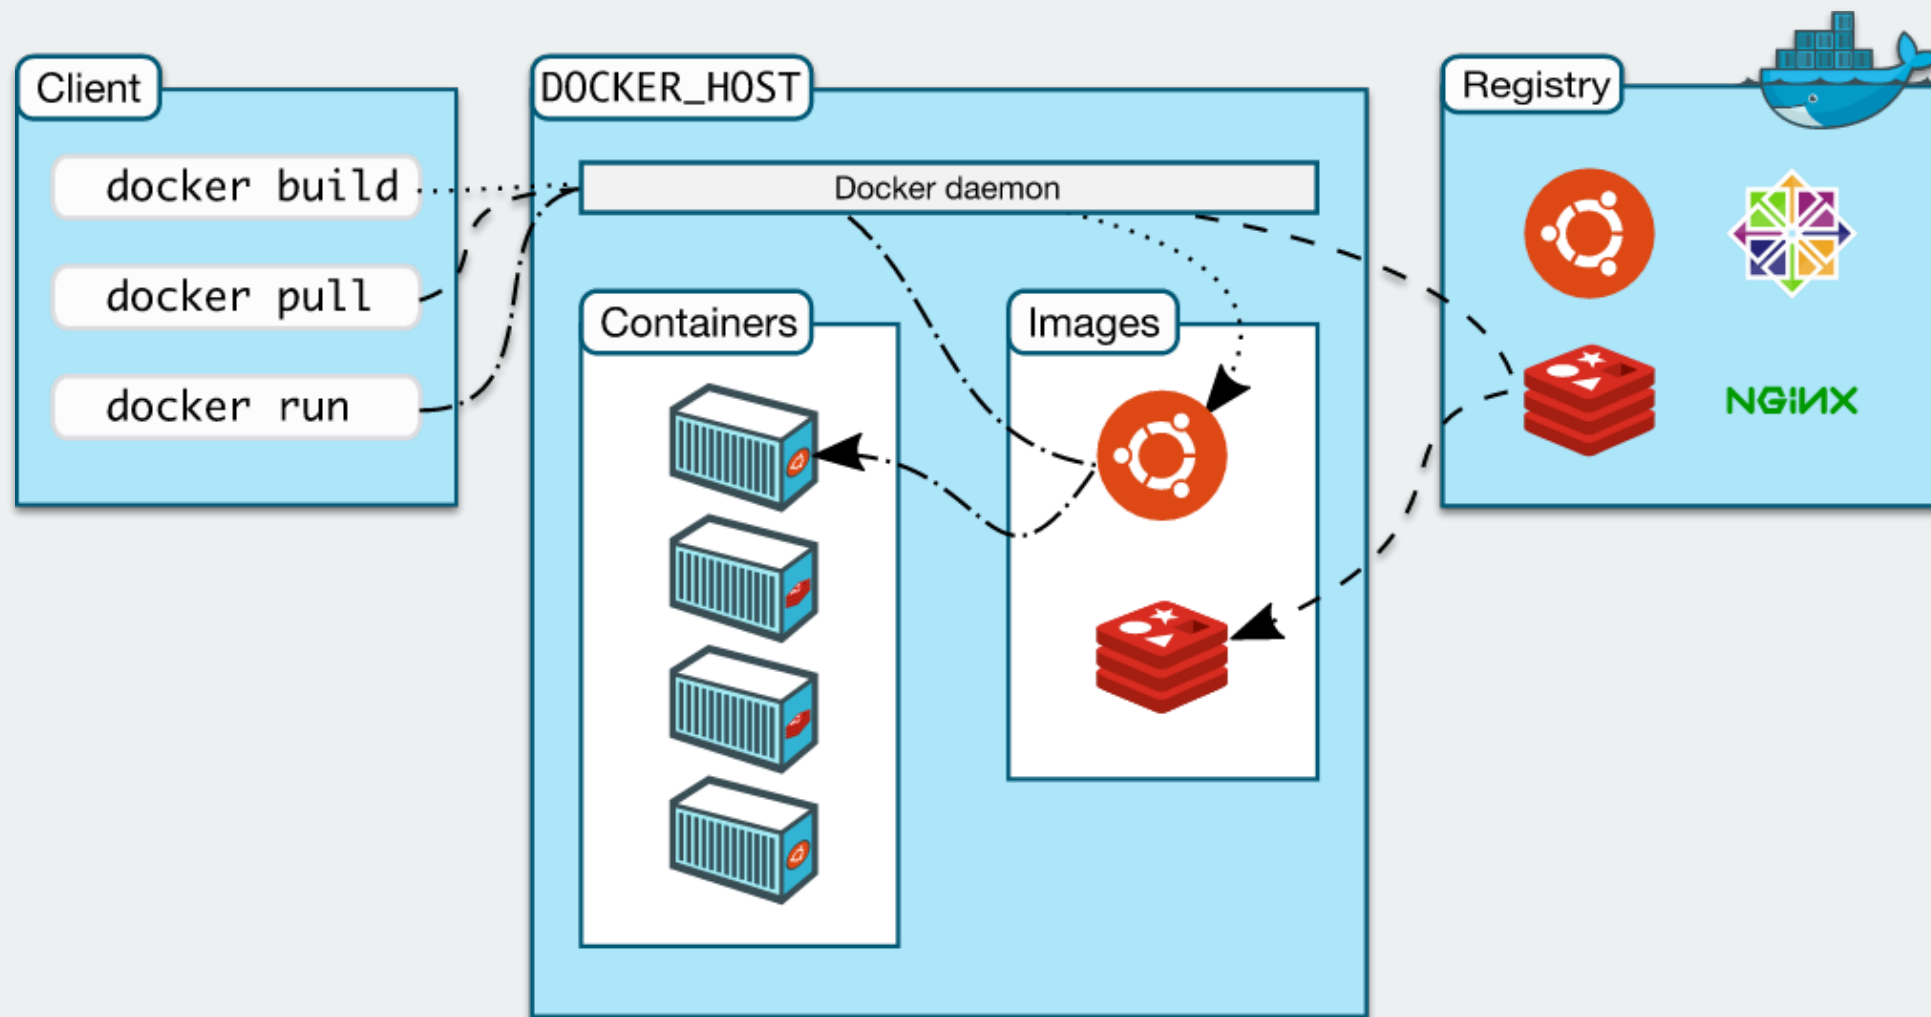 Client
docker build
docker pull
docker run
DOCKER_HOST
Docker daemon
Containers
Images
Registry
NGiNX